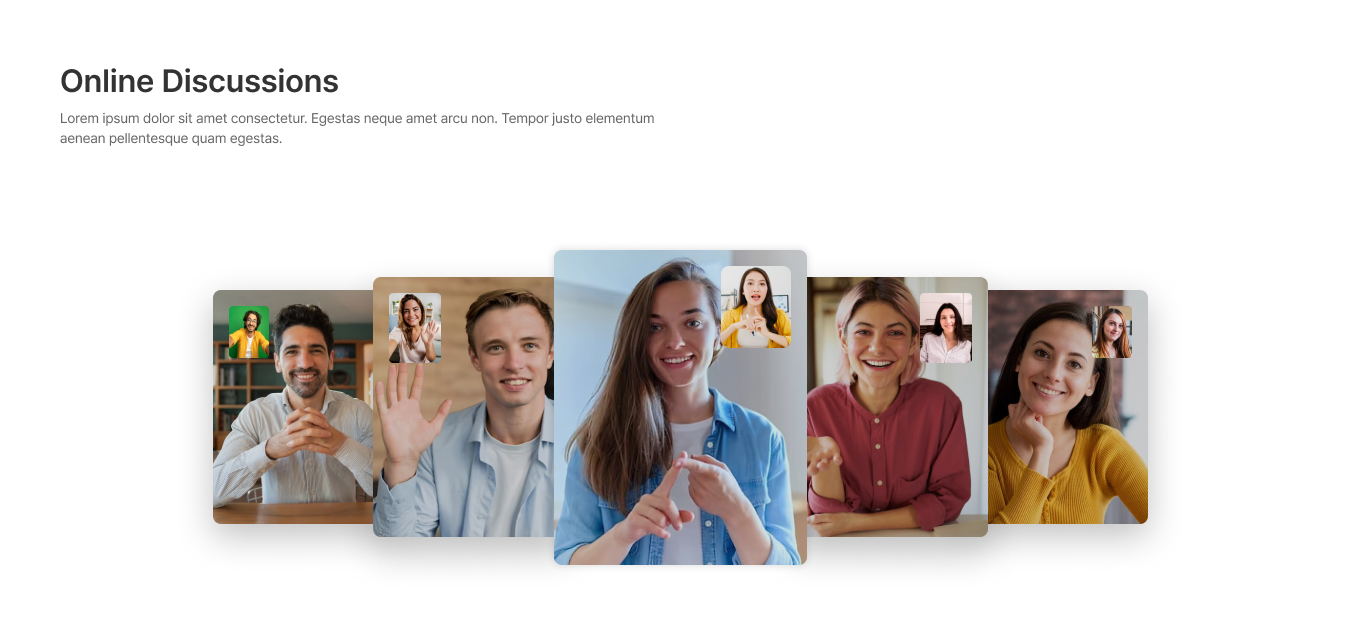 Online Discussions
Lorem ipsum dolor sit amet consectetur. Egestas neque amet arcu non. Tempor justo elementum
aenean pellentesque quam egestas.